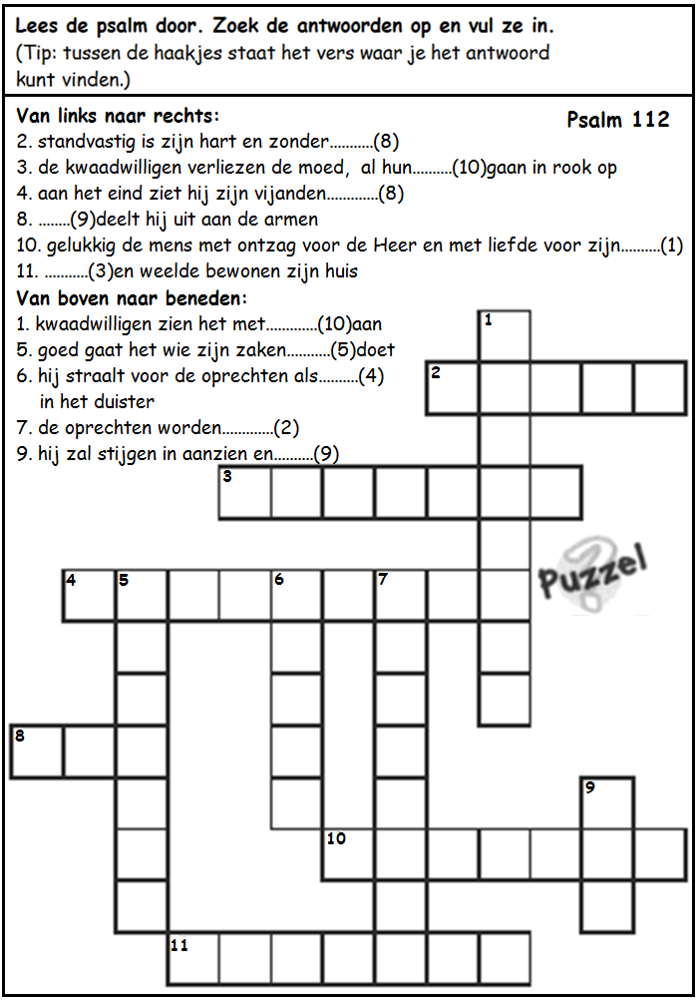 Lees de psalm door. Zoek de antwoorden op en vul ze in.
(Tip: tussen de haakjes staat het vers waar je het antwoord
kunt vinden.)
Van links naar rechts:
Psalm 112
2. standvastig is zijn hart en zonder..........(8)
3. de kwaadwilligen verliezen de moed, al hun.........(10)gaan in rook op
4. aan het eind ziet hij zijn vijanden............(8)
8. .......(9)deelt hij uit aan de armen
10. gelukkig de mens met ontzag voor de Heer en met liefde voor zijn.........(1)
11. ..........(3)en weelde bewonen zijn huis
Van boven naar beneden:
1. kwaadwilligen zien het met............(10)aan
5. goed gaat het wie zijn zaken..........(5)doet
6. hij straalt voor de oprechten als.........(4)
in het duister
7. de oprechten worden............(2)
9. hij zal stijgen in aanzien en.........(9)
1
2
3
Puzzel
?
4 5 6 7
8
9
10
11